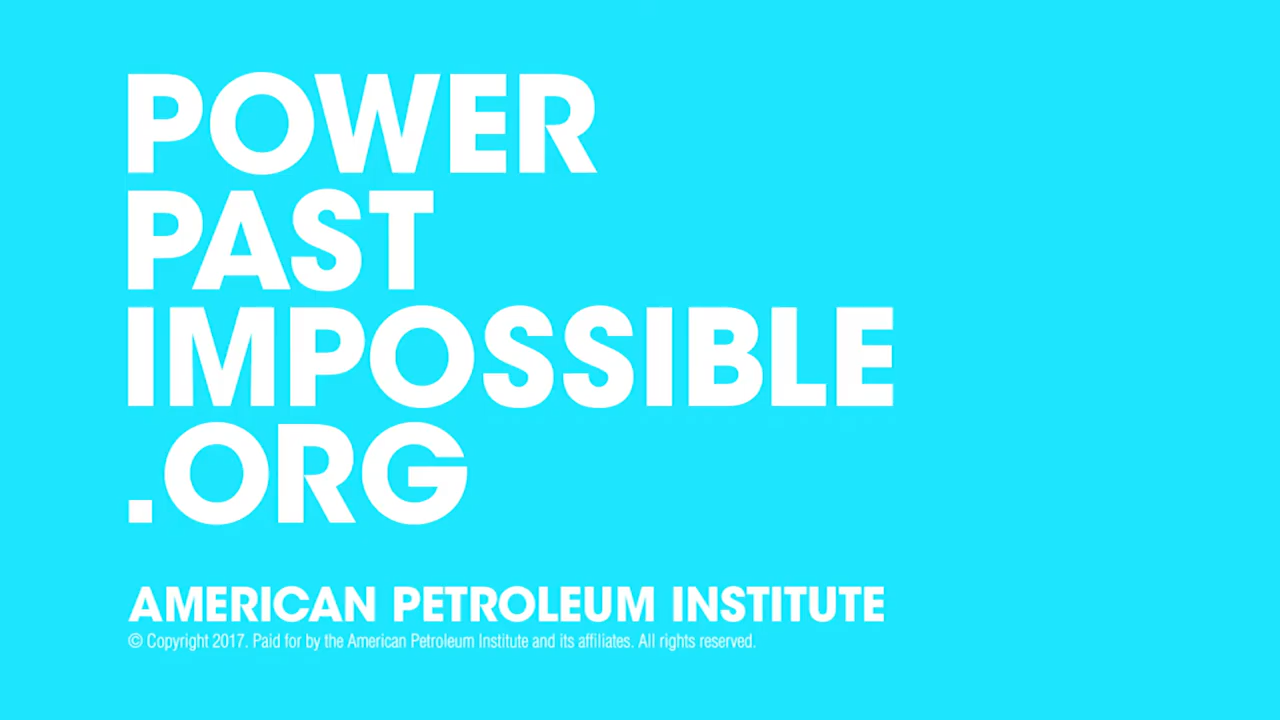 POWER
PAST
IMPOSSIBLE
.ORG
AMERICAN PETROLEUM INSTITUTE
© Copyright 2017. Paid for by the American Petroleum Institute and its affiliates. All rights reserved.